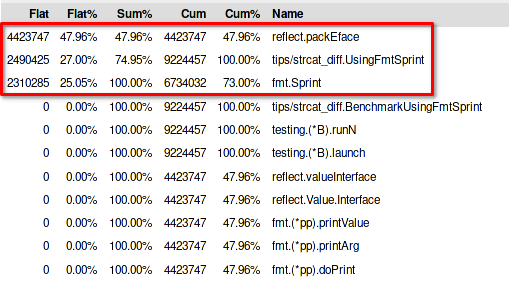 Flat Flat% Sum% Cum Cum% Name
4423747 47.96% 47.96% 4423747 47.96% reflect.packEface
2490425 27.00% 74.95% 9224457 100.00% tips/strcat_diff.UsingFmtSprint
2310285 25.05% 100.00% 6734032 73.00% fmt.Sprint
0 0.00% 100.00% 9224457 100.00% tips/strcat_diff.BenchmarkUsingFmtSprint
0 0.00% 100.00% 9224457 100.00% testing.(*B).runN
0 0.00% 100.00% 9224457 100.00% testing.(*B).launch
0 0.00% 100.00% 4423747 47.96% reflect.valueInterface
0 0.00% 100.00% 4423747 47.96% reflect.Value.Interface
0 0.00% 100.00% 4423747 47.96% fmt.(*pp).printValue
0 0.00% 100.00% 4423747 47.96% fmt.(*pp).printArg
0 0.00% 100.00% 4423747 47.96% fmt.(*pp).doPrint